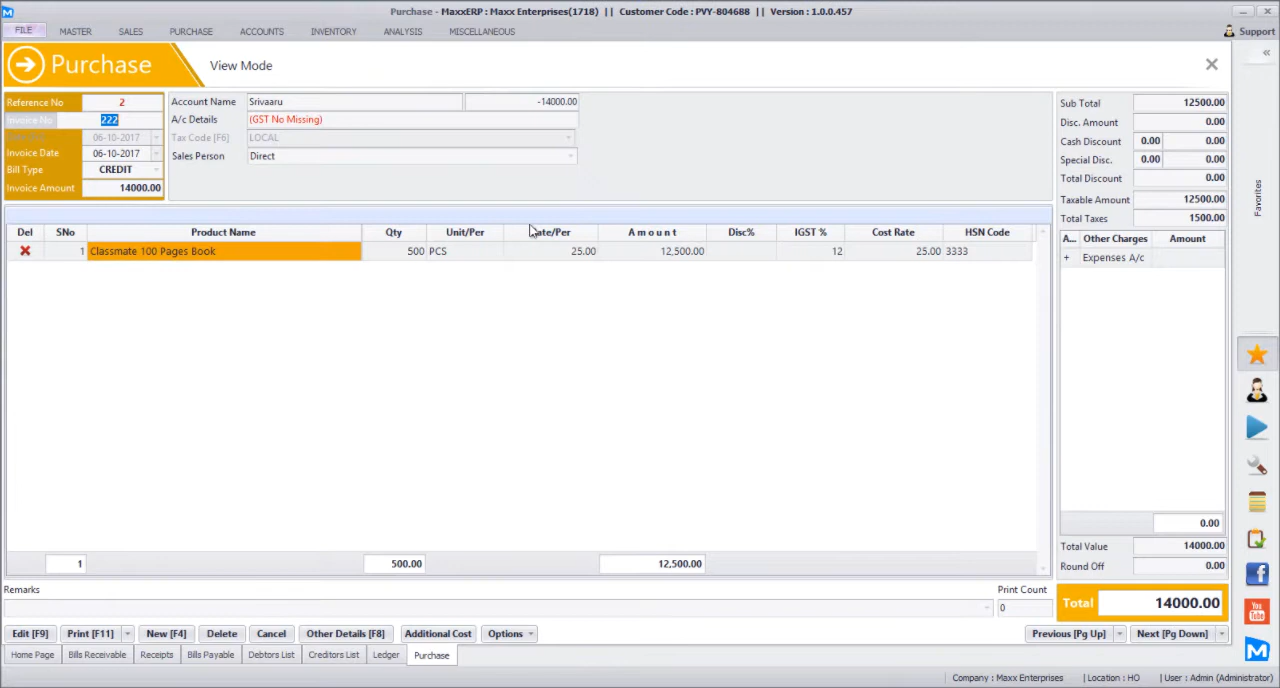 Purchase - MaxxERP : Maxx Enterprises(1718) || Customer Code : PVY-804688 || Version : 1.0.0.457
FILE MASTER SALES PURCHASE ACCOUNTS INVENTORY ANALYSIS MISCELLANEOUS Support
Purchase View Mode
Reference No 2 Account Name Srivaaru -14000.00 Sub Total 12500.00
Invoice No 222 A/c Details (GST No Missing) Disc. Amount 0.00
06-10-2017 Tax Code [F6] LOCAL Cash Discount 0.00 0.00
Invoice Date 06-10-2017 Sales Person Direct Special Disc. 0.00 0.00
Bill Type CREDIT Total Discount 0.00
Invoice Amount 14000.00 Taxable Amount 12500.00
Total Taxes 1500.00
Favorites
Del SNo Product Name Qty Unit/Per ate/Per A m o u n t Disc% IGST % Cost Rate HSN Code A... Other Charges Amount
1 Classmate 100 Pages Book 500 PCS 25.00 12,500.00 12 25.00 3333 + Expenses A/c
0.00
1 500.00 12,500.00 Total Value 14000.00
Round Off 0.00
Remarks Print Count
0 Total 14000.00
Edit [F9] Print [F11] New [F4] Delete Cancel Other Details [F8] Additional Cost Options Previous [Pg Up] Next [Pg Down]
Home Page Bills Receivable Receipts Bills Payable Debtors List Creditors List Ledger Purchase
Company : Maxx Enterprises | Location : HO | User : Admin (Administrator)
You
Tube